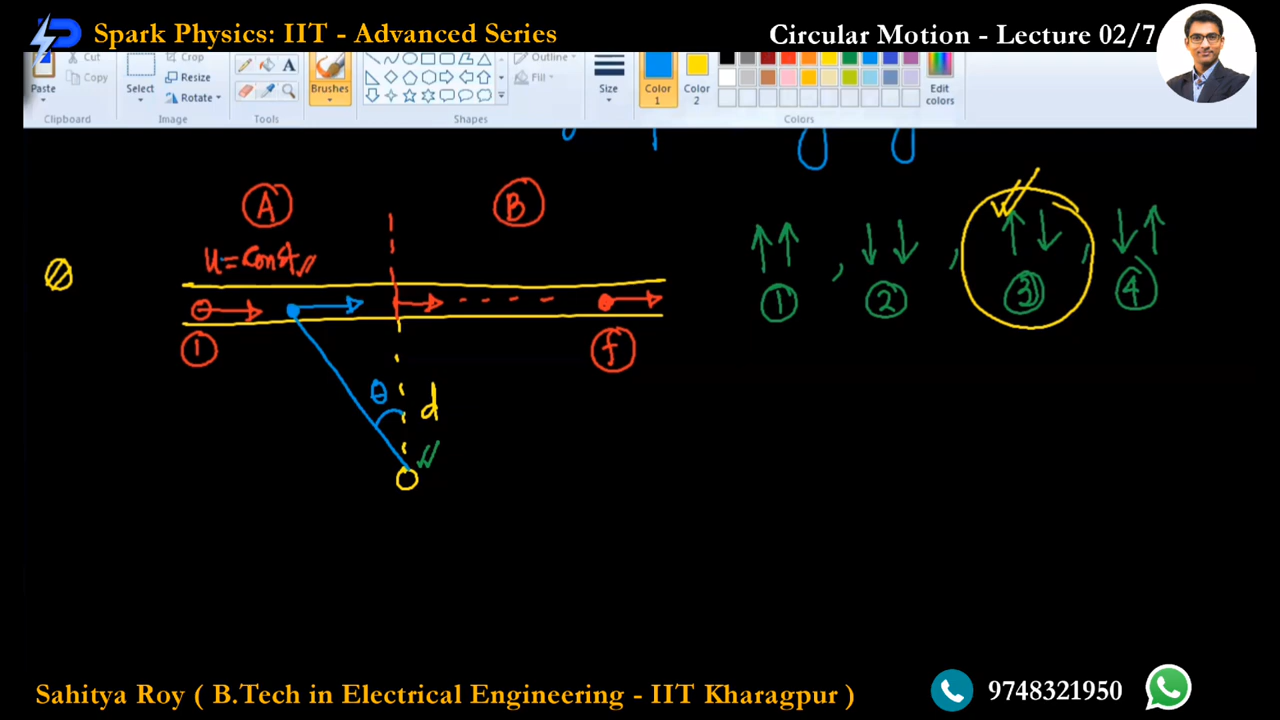 Spark Physics: IIT - Advanced Series
Circular Motion - Lecture 02/7
Paste
Cut
Copy
Clipboard
Select
Crop
Resize
Rotate
Image
A
Tools
Brushes
Shapes
Outline
Fill
Size
Color 1
Color 2
Edit colors
Colors
A
B
u = const
1
f
θ
d
↑↑ , ↓↓ , ↑↓ , ↓↑
1 2 3 4
Sahitya Roy ( B.Tech in Electrical Engineering - IIT Kharagpur )
9748321950